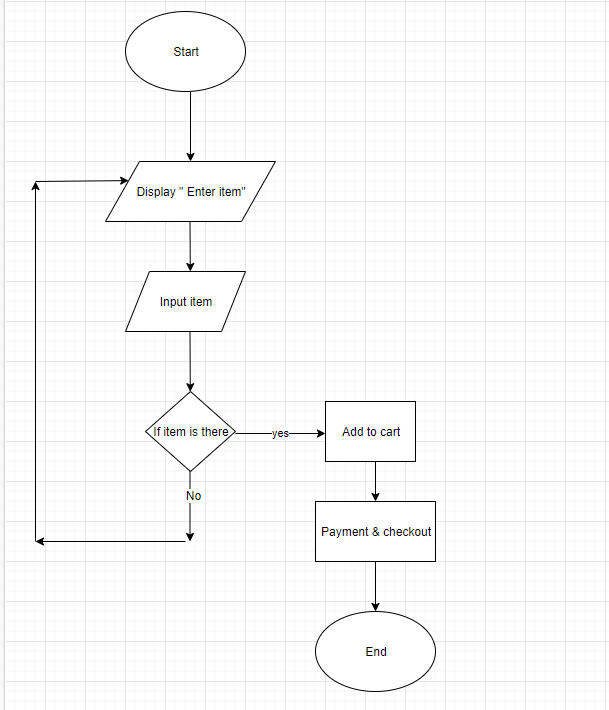 Start
Display " Enter item"
Input item
If item is there
yes
Add to cart
No
Payment & checkout
End